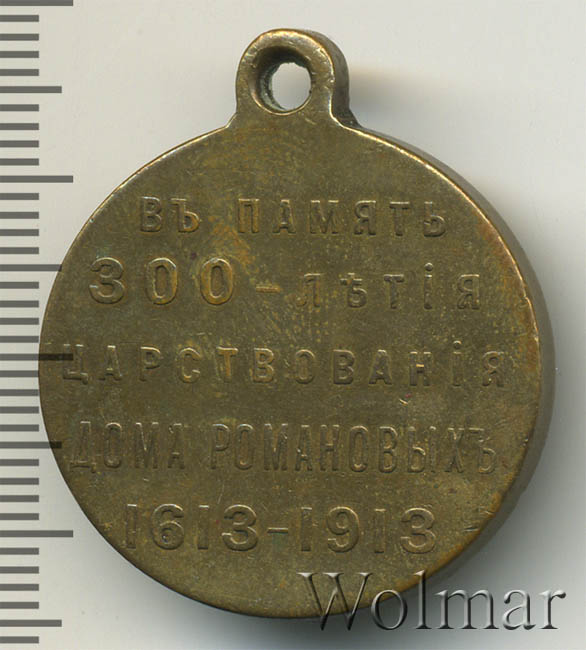 ВЪ ПАМЯТЬ
300-ЛѢТІЯ
ЦАРСТВОВАНІЯ
ДОМА РОМАНОВЫХЪ
1613-1913
Wolmar